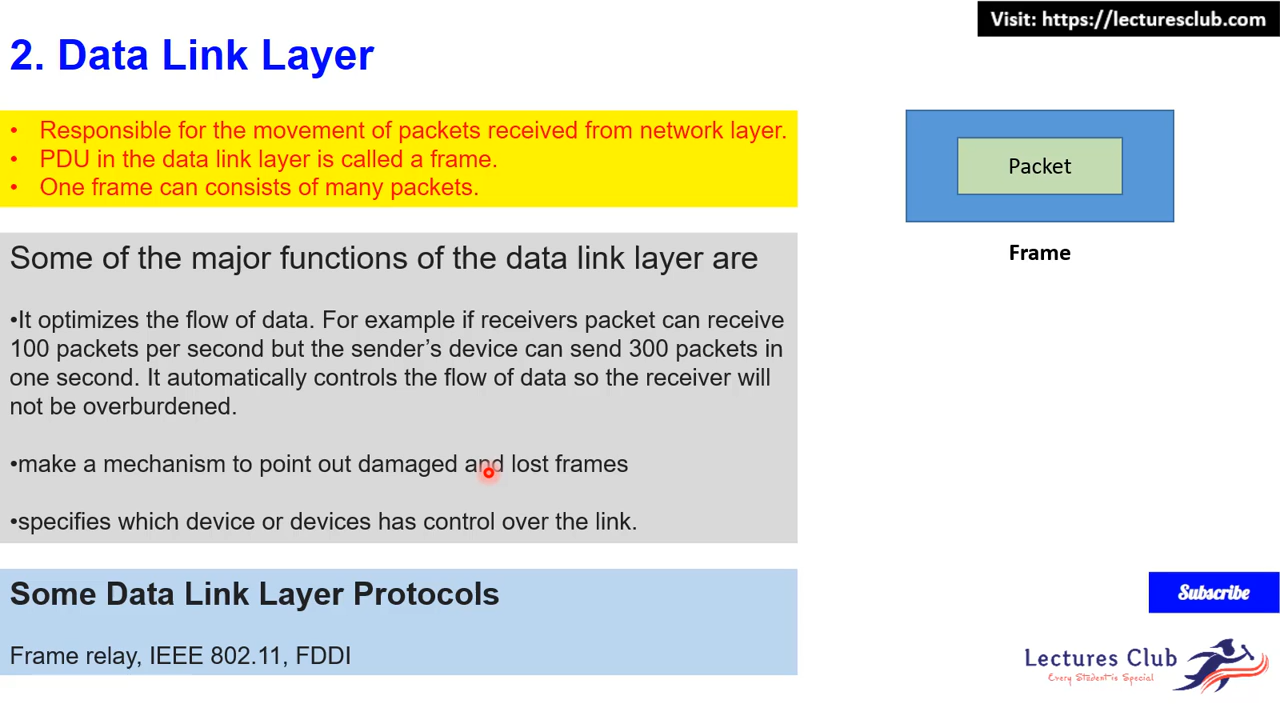 Visit: https://lecturesclub.com
2. Data Link Layer
• Responsible for the movement of packets received from network layer.
• PDU in the data link layer is called a frame.
• One frame can consists of many packets.
Packet
Frame
Some of the major functions of the data link layer are
•It optimizes the flow of data. For example if receivers packet can receive
100 packets per second but the sender’s device can send 300 packets in
one second. It automatically controls the flow of data so the receiver will
not be overburdened.
•make a mechanism to point out damaged and lost frames
•specifies which device or devices has control over the link.
Some Data Link Layer Protocols
Frame relay, IEEE 802.11, FDDI
Subscribe
Lectures Club
Every Student is Special